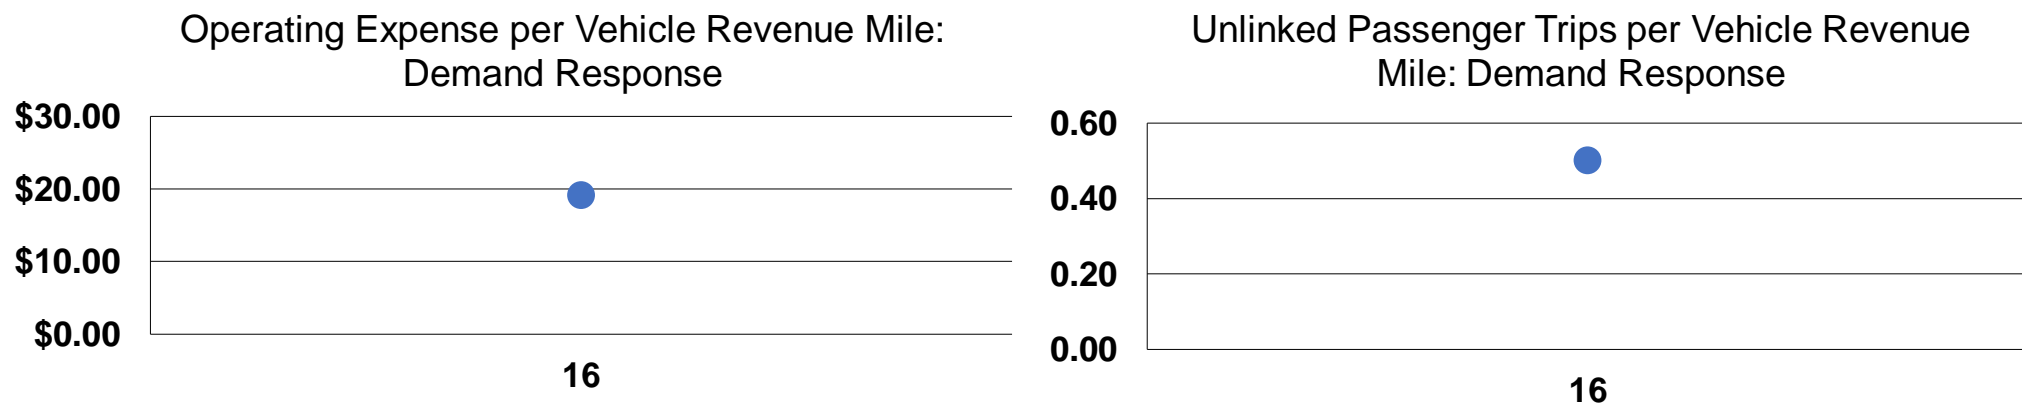 Operating Expense per Vehicle Revenue Mile:
Demand Response
$30.00
$20.00
$10.00
$0.00
16
Unlinked Passenger Trips per Vehicle Revenue
Mile: Demand Response
0.60
0.40
0.20
0.00
16